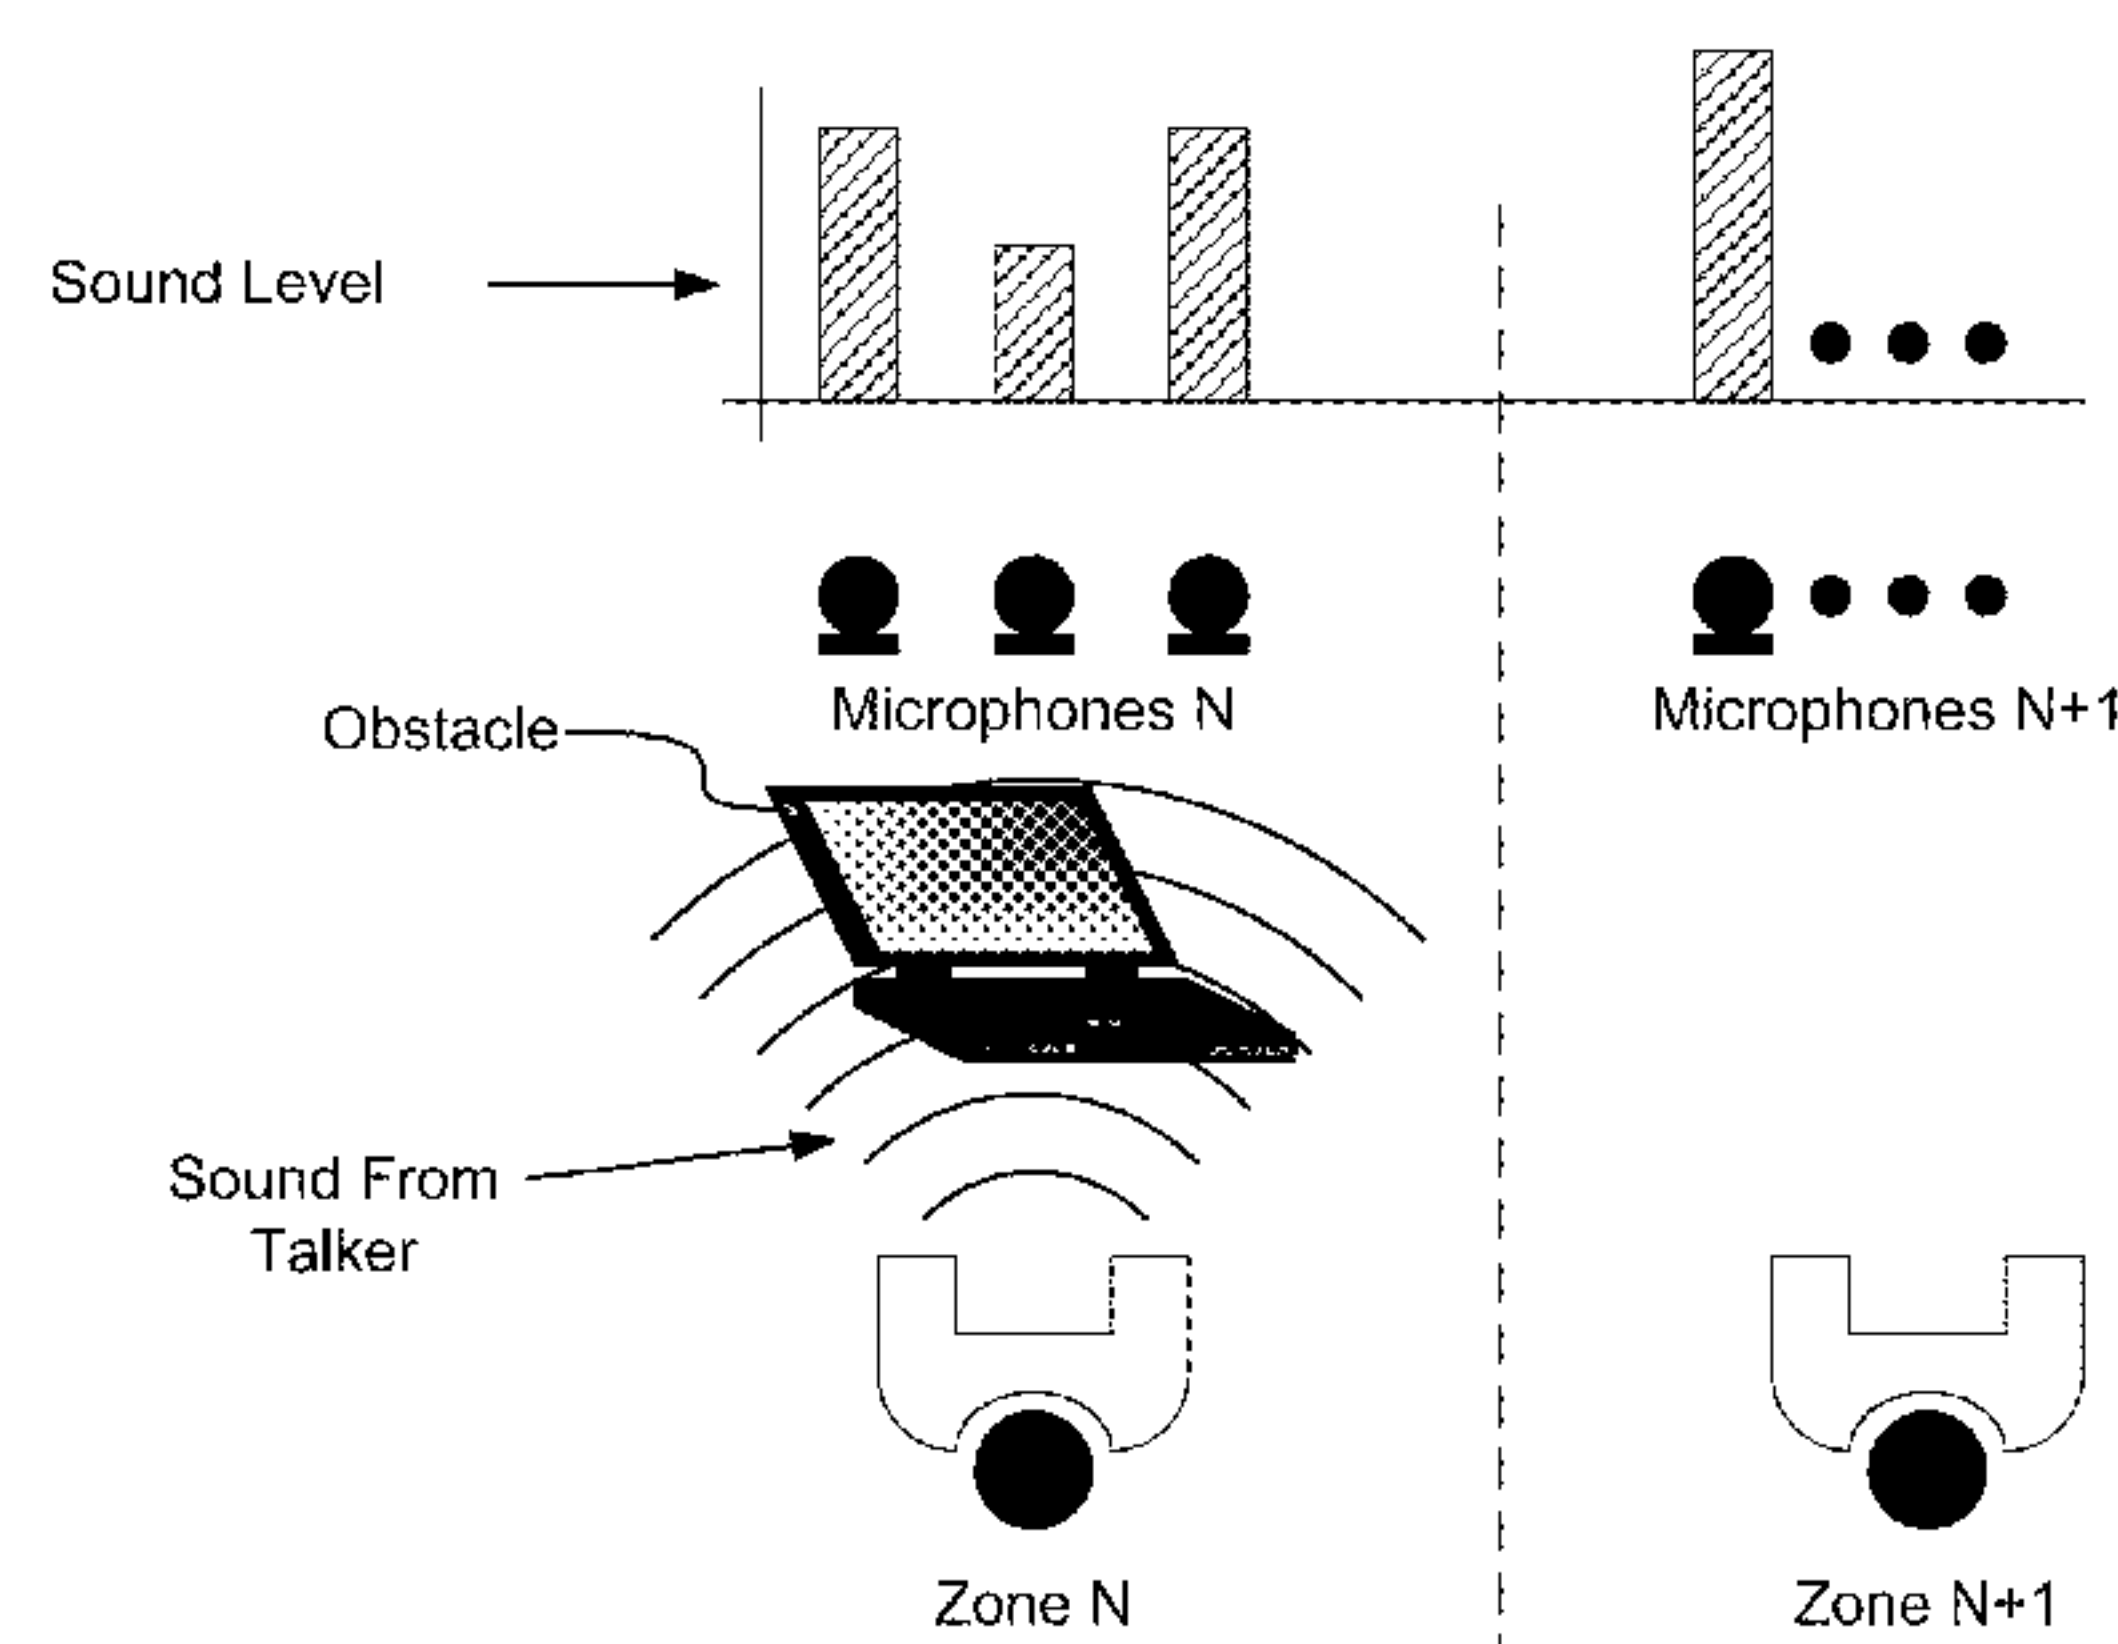 Sound Level
Microphones N
Microphones N+1
Obstacle
Sound From
Talker
Zone N
Zone N+1